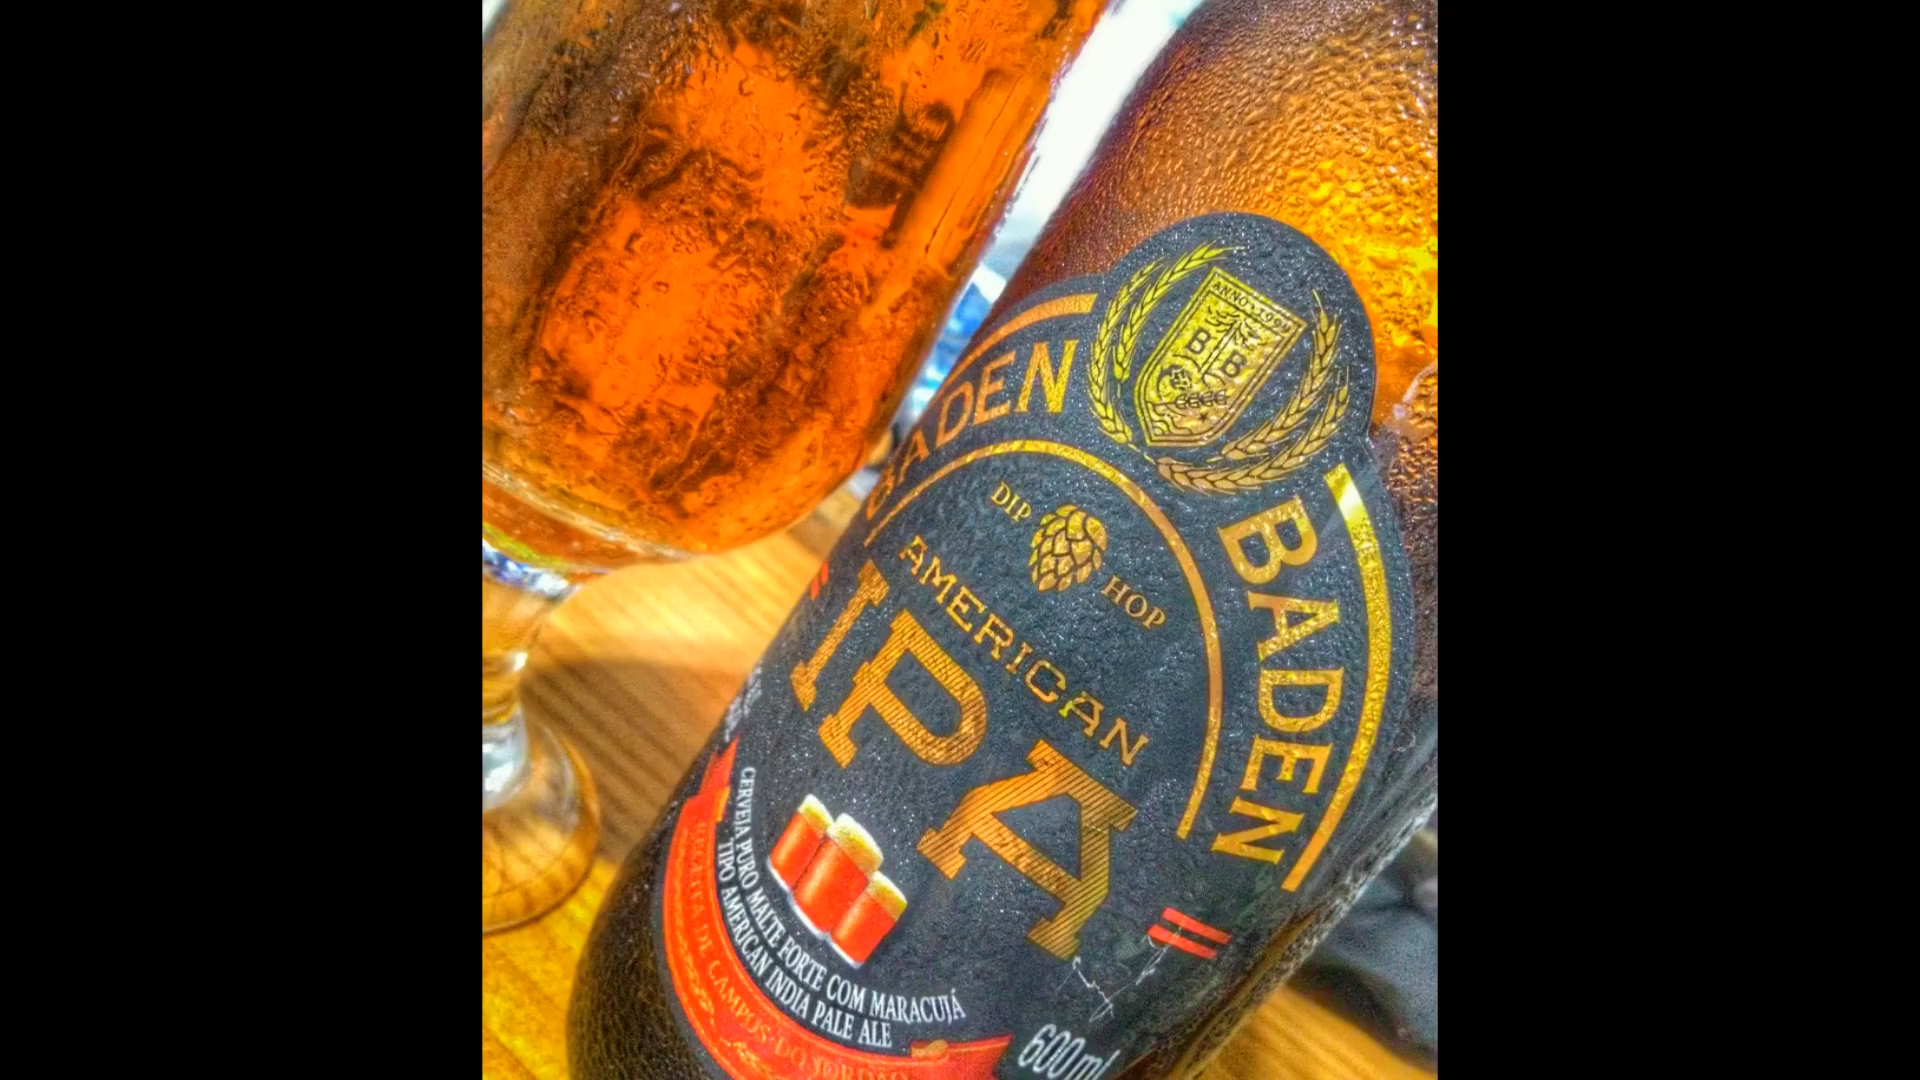 ANNO 1999
B B
BADEN BADEN
DIP HOP
AMERICAN
IPA
CERVEJA PURO MALTE FORTE COM MARACUJÁ
TIPO AMERICAN INDIA PALE ALE
DE CAMPOS DO JORDÃO
600ml